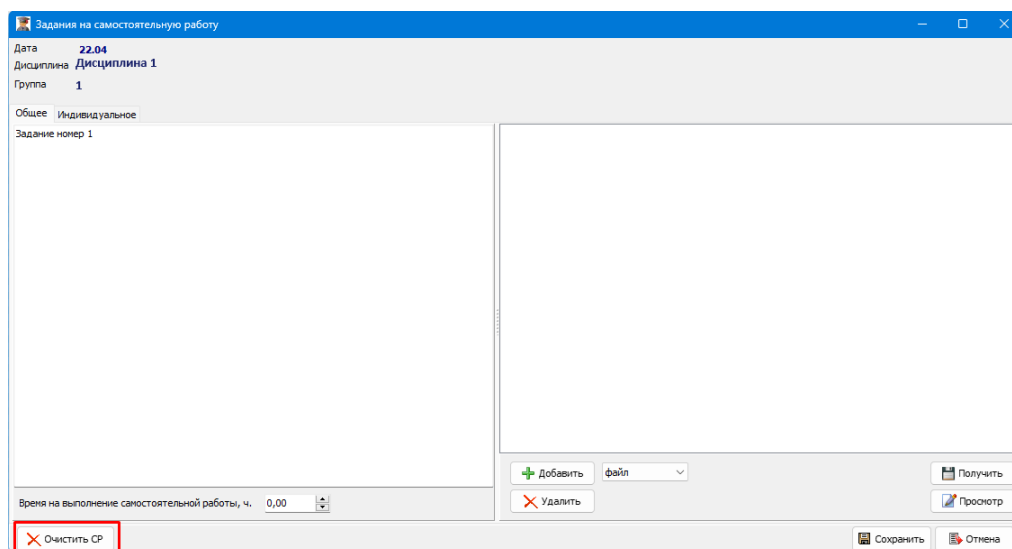 Задания на самостоятельную работу
Дата 22.04
Дисциплина Дисциплина 1
Группа 1
Общее Индивидуальное
Задание номер 1
Добавить файл Получить
Время на выполнение самостоятельной работы, ч. 0,00 Удалить Просмотр
Очистить СР Сохранить Отмена